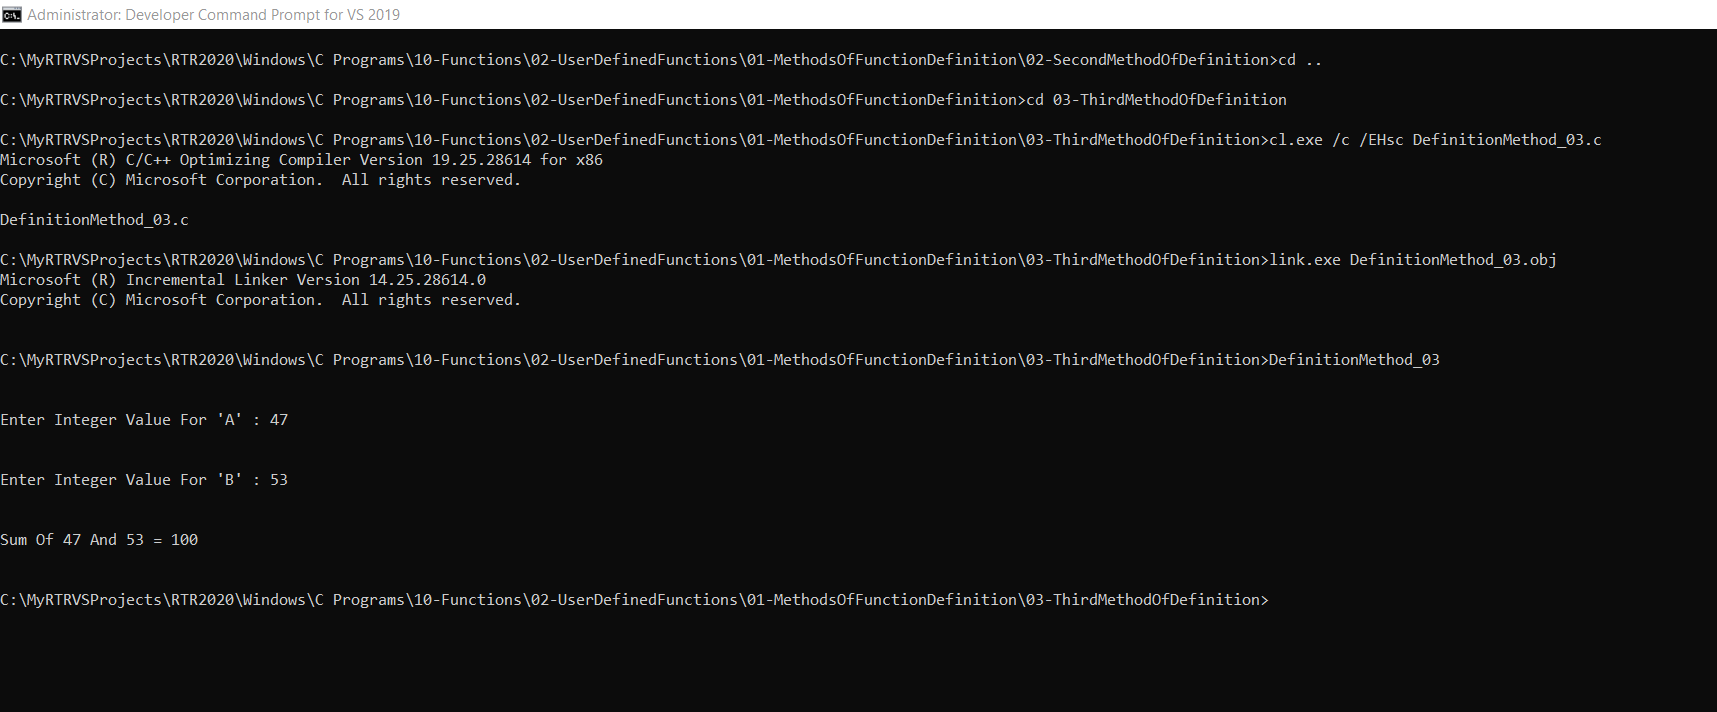 Administrator: Developer Command Prompt for VS 2019
C:\MyRTRVSProjects\RTR2020\Windows\C Programs\10-Functions\02-UserDefinedFunctions\01-MethodsOfFunctionDefinition\02-SecondMethodOfDefinition>cd ..
C:\MyRTRVSProjects\RTR2020\Windows\C Programs\10-Functions\02-UserDefinedFunctions\01-MethodsOfFunctionDefinition>cd 03-ThirdMethodOfDefinition
C:\MyRTRVSProjects\RTR2020\Windows\C Programs\10-Functions\02-UserDefinedFunctions\01-MethodsOfFunctionDefinition\03-ThirdMethodOfDefinition>cl.exe /c /EHsc DefinitionMethod_03.c
Microsoft (R) C/C++ Optimizing Compiler Version 19.25.28614 for x86
Copyright (C) Microsoft Corporation.  All rights reserved.
DefinitionMethod_03.c
C:\MyRTRVSProjects\RTR2020\Windows\C Programs\10-Functions\02-UserDefinedFunctions\01-MethodsOfFunctionDefinition\03-ThirdMethodOfDefinition>link.exe DefinitionMethod_03.obj
Microsoft (R) Incremental Linker Version 14.25.28614.0
Copyright (C) Microsoft Corporation.  All rights reserved.
C:\MyRTRVSProjects\RTR2020\Windows\C Programs\10-Functions\02-UserDefinedFunctions\01-MethodsOfFunctionDefinition\03-ThirdMethodOfDefinition>DefinitionMethod_03
Enter Integer Value For 'A' : 47
Enter Integer Value For 'B' : 53
Sum Of 47 And 53 = 100
C:\MyRTRVSProjects\RTR2020\Windows\C Programs\10-Functions\02-UserDefinedFunctions\01-MethodsOfFunctionDefinition\03-ThirdMethodOfDefinition>